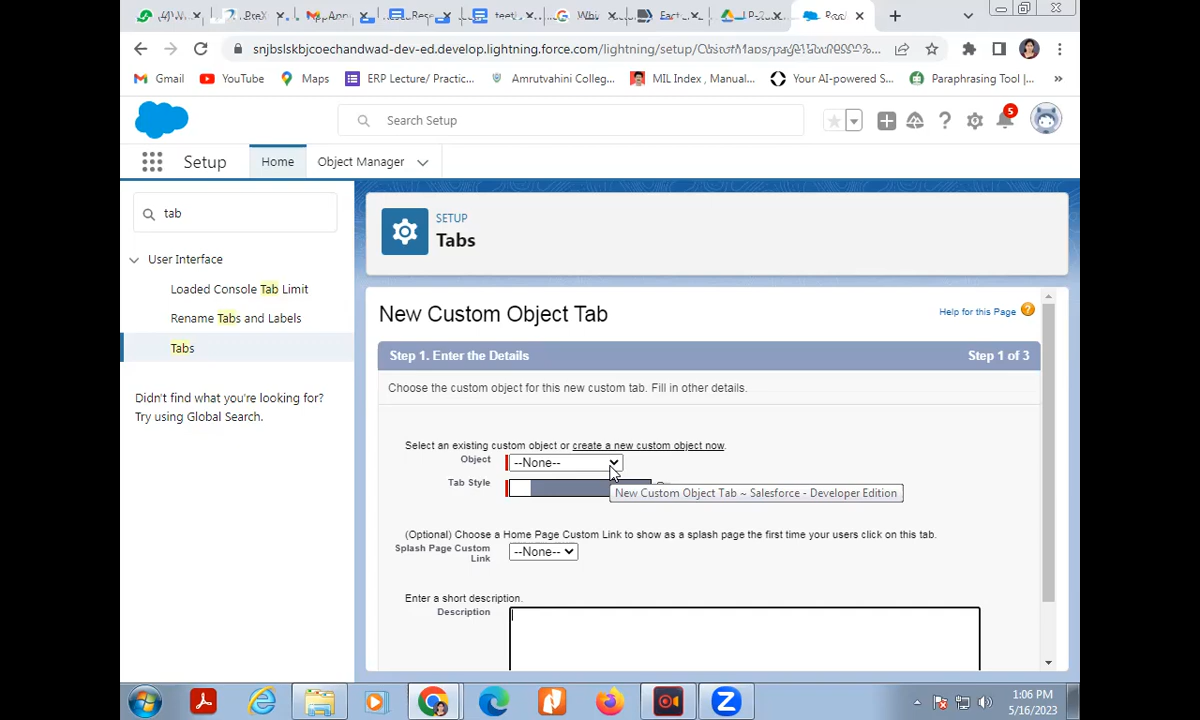 snjbslskbjcoechandwad-dev-ed.develop.lightning.force.com/lightning/setup/
Gmail YouTube Maps ERP Lecture/ Practic... Amrutvahini Colleg... MIL Index , Manual... Your AI-powered S... Paraphrasing Tool |... »
Search Setup
5
Setup Home Object Manager
tab
User Interface
Loaded Console Tab Limit
Rename Tabs and Labels
Tabs
Didn't find what you're looking for?
Try using Global Search.
SETUP
Tabs
New Custom Object Tab
Help for this Page ?
Step 1. Enter the Details Step 1 of 3
Choose the custom object for this new custom tab. Fill in other details.
Select an existing custom object or create a new custom object now.
Object --None--
Tab Style
New Custom Object Tab ~ Salesforce - Developer Edition
(Optional) Choose a Home Page Custom Link to show as a splash page the first time your users click on this tab.
Splash Page Custom Link --None--
Enter a short description.
Description
1:06 PM
5/16/2023